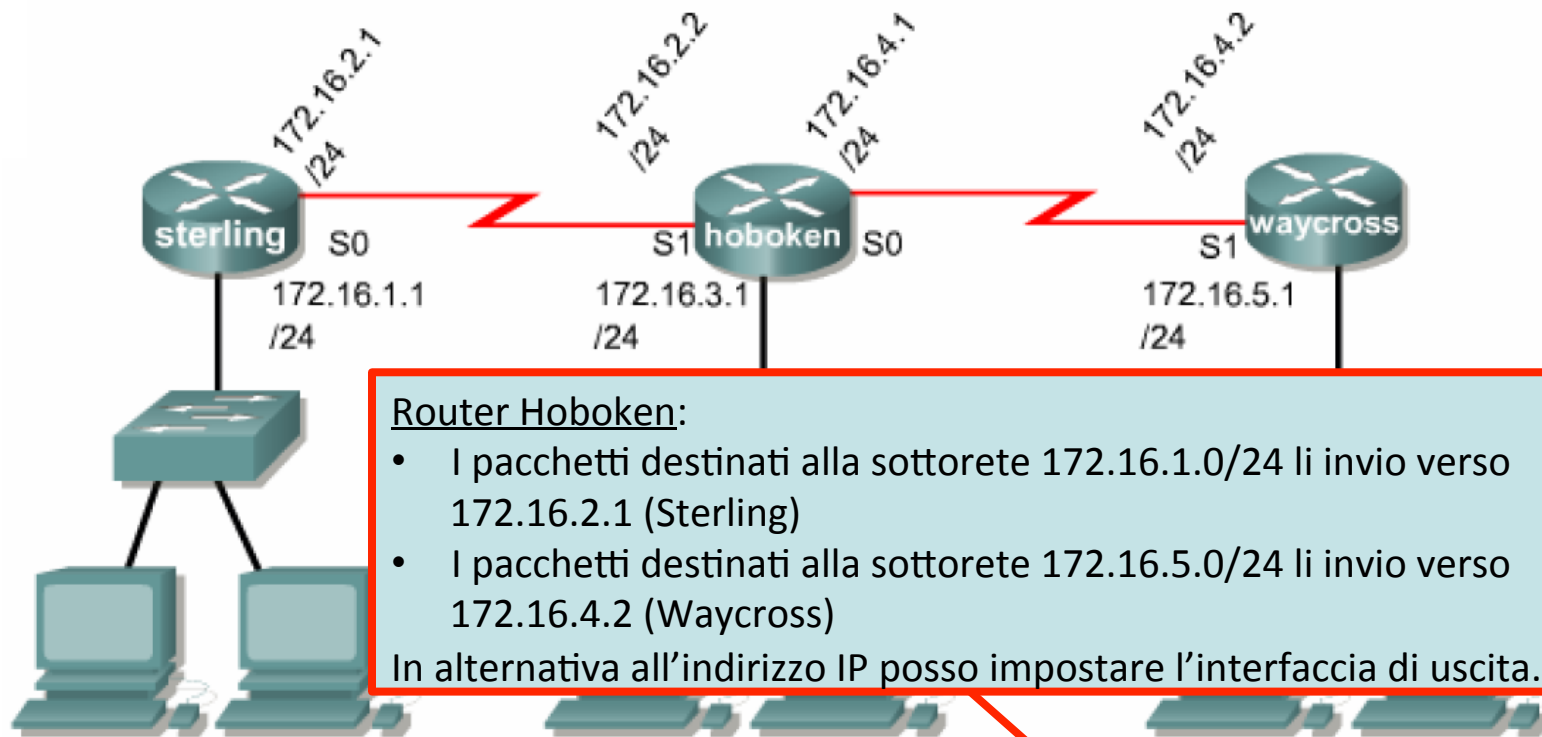 172.16.2.1
/24
172.16.2.2
/24
172.16.4.1
/24
172.16.4.2
/24
sterling
S0
S1
hoboken
S0
S1
waycross
172.16.1.1
/24
172.16.3.1
/24
172.16.5.1
/24
Router Hoboken:
• I pacchetti destinati alla sottorete 172.16.1.0/24 li invio verso
172.16.2.1 (Sterling)
• I pacchetti destinati alla sottorete 172.16.5.0/24 li invio verso
172.16.4.2 (Waycross)
In alternativa all’indirizzo IP posso impostare l’interfaccia di uscita.